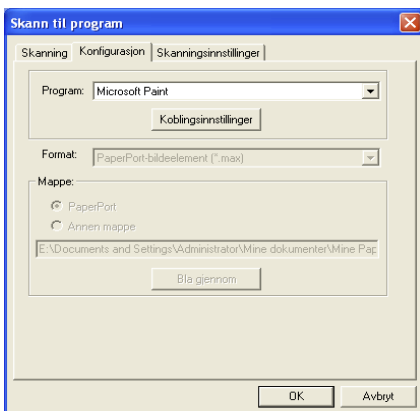 Skann til program
Skanning Konfigurasjon Skanningsinnstillinger
Program: Microsoft Paint
Koblingsinnstillinger
Format: PaperPort-bildeelement (*.max)
Mappe:
PaperPort
Annen mappe
E:\Documents and Settings\Administrator\Mine dokumenter\Mine Pap
Bla gjennom
OK Avbryt